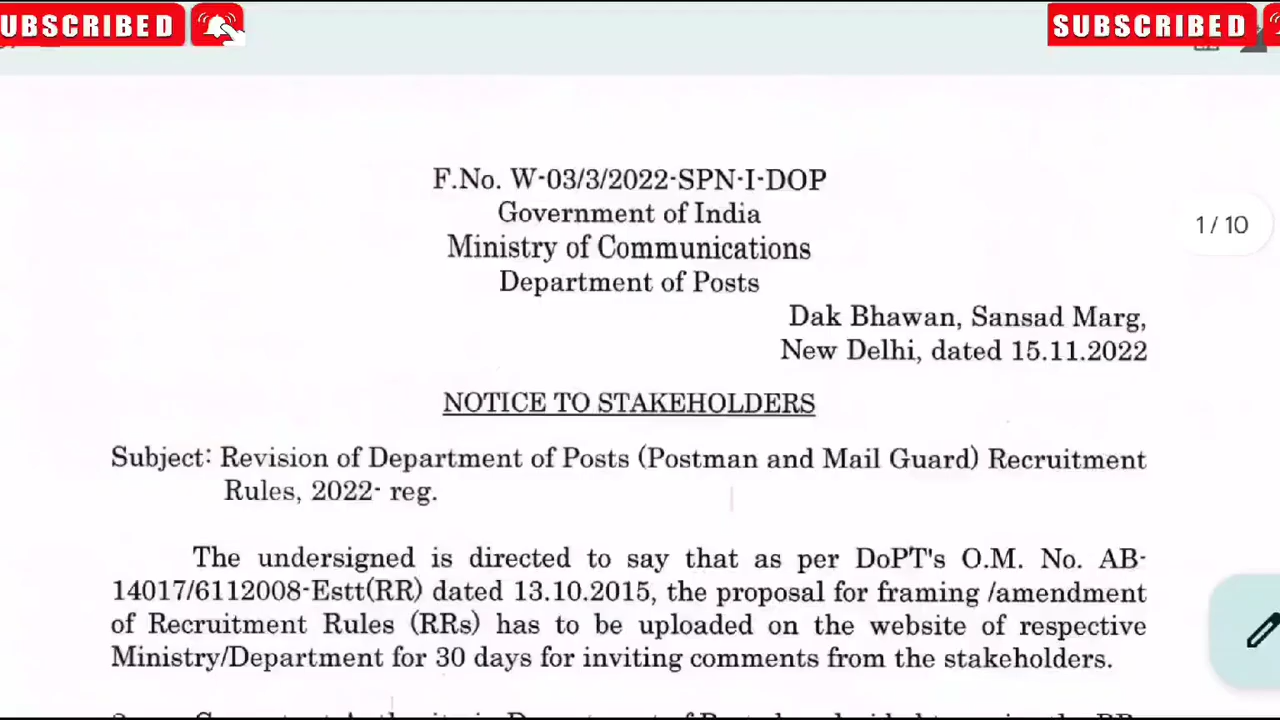 UBSCRIBED
SUBSCRIBED
F.No. W-03/3/2022-SPN-I-DOP
Government of India
1 / 10
Ministry of Communications
Department of Posts
Dak Bhawan, Sansad Marg,
New Delhi, dated 15.11.2022
NOTICE TO STAKEHOLDERS
Subject: Revision of Department of Posts (Postman and Mail Guard) Recruitment
Rules, 2022- reg.
The undersigned is directed to say that as per DoPT's O.M. No. AB-
14017/6112008-Estt(RR) dated 13.10.2015, the proposal for framing /amendment
of Recruitment Rules (RRs) has to be uploaded on the website of respective
Ministry/Department for 30 days for inviting comments from the stakeholders.